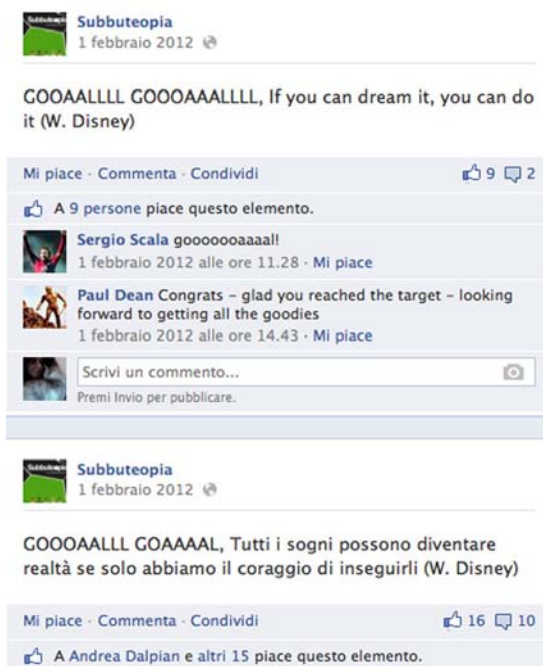 Subbuteopia
1 febbraio 2012
GOOAALLLL GOOOAAALLLL, If you can dream it, you can do
it (W. Disney)
Mi piace · Commenta · Condividi 9 2
A 9 persone piace questo elemento.
Sergio Scala gooooooaaaal!
1 febbraio 2012 alle ore 11.28 · Mi piace
Paul Dean Congrats – glad you reached the target – looking
forward to getting all the goodies
1 febbraio 2012 alle ore 14.43 · Mi piace
Scrivi un commento...
Premi Invio per pubblicare.
Subbuteopia
1 febbraio 2012
GOOOAALLL GOAAAAL, Tutti i sogni possono diventare
realtà se solo abbiamo il coraggio di inseguirli (W. Disney)
Mi piace · Commenta · Condividi 16 10
A Andrea Dalpian e altri 15 piace questo elemento.